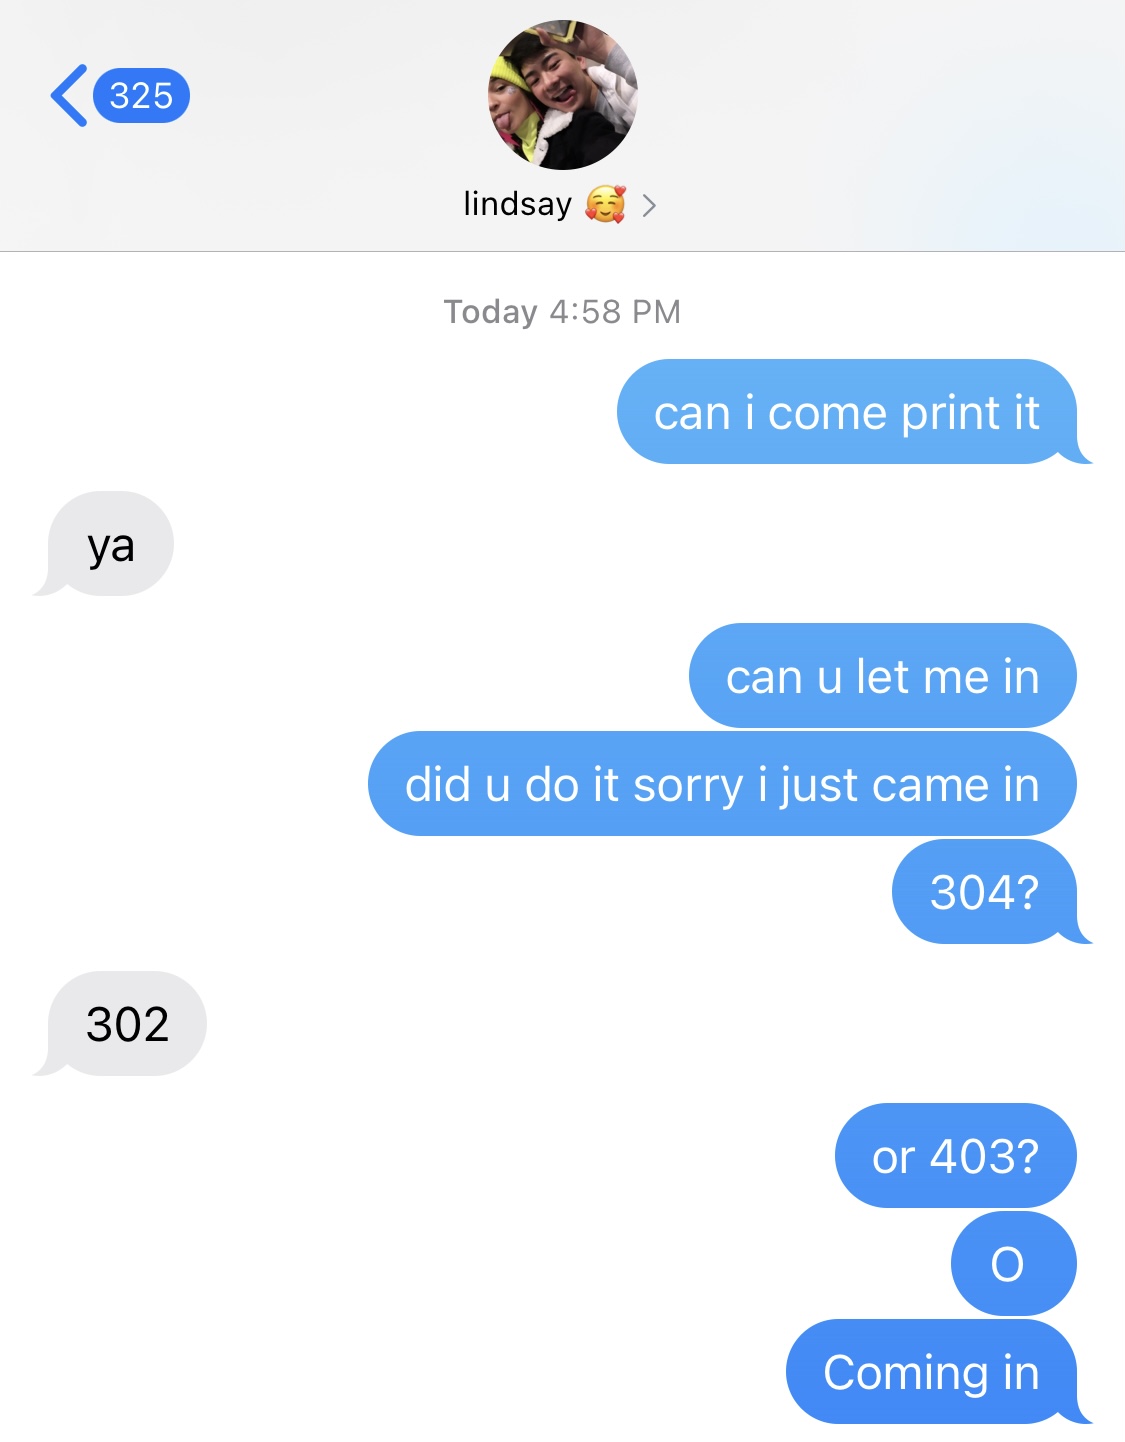 325
lindsay 🥰
Today 4:58 PM
can i come print it
ya
can u let me in
did u do it sorry i just came in
304?
302
or 403?
O
Coming in